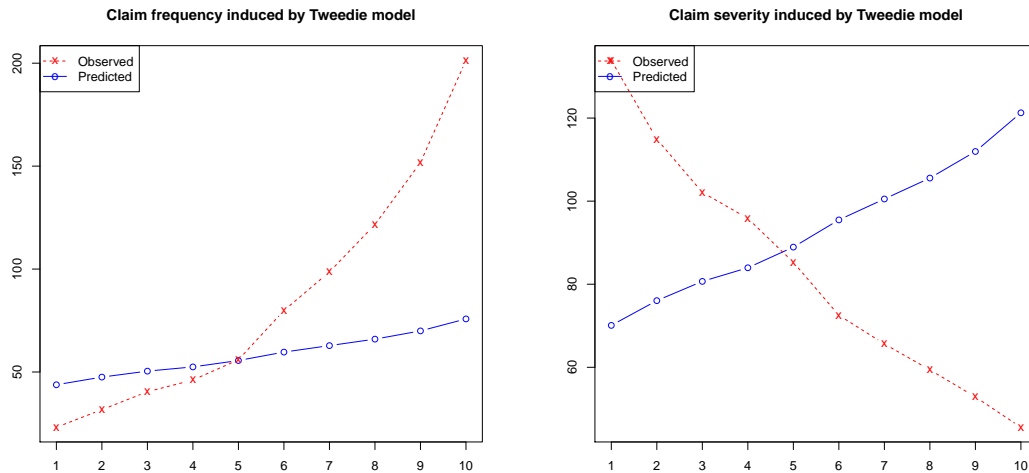 Claim frequency induced by Tweedie model
Observed
Predicted
200
150
100
50
1 2 3 4 5 6 7 8 9 10
Claim severity induced by Tweedie model
Observed
Predicted
120
100
80
60
1 2 3 4 5 6 7 8 9 10